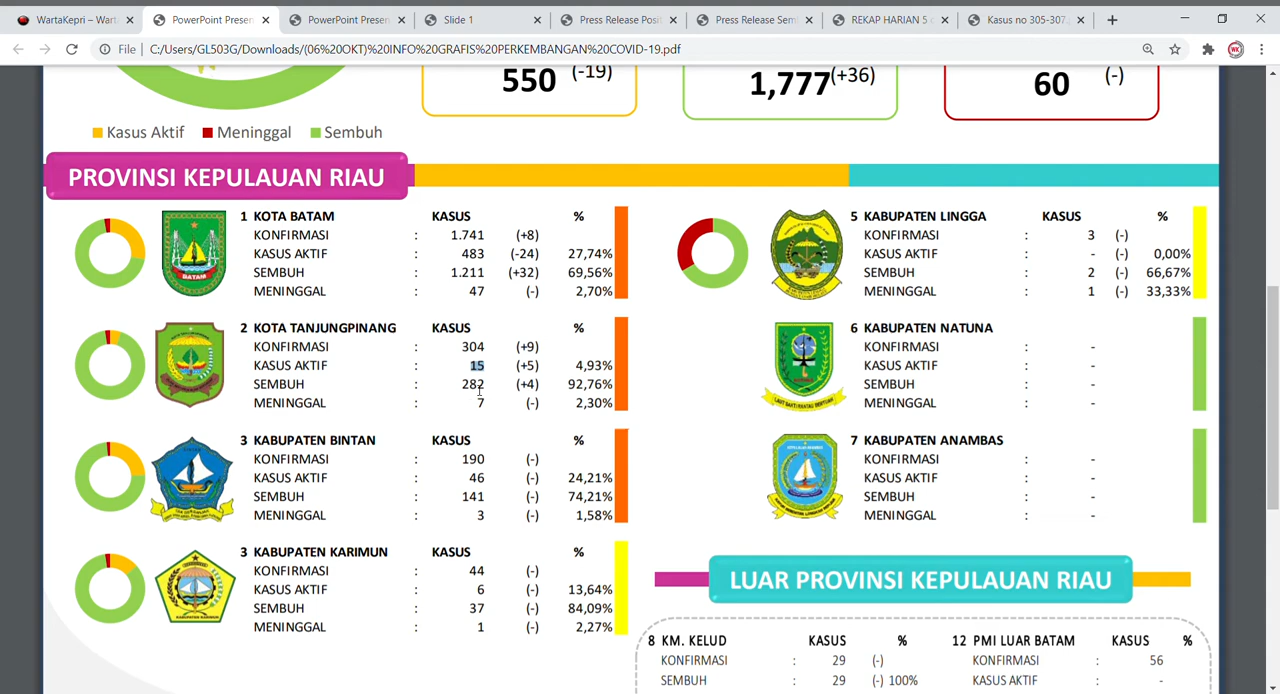 WartaKepri - Warta
PowerPoint Presen
PowerPoint Presen
Slide 1
Press Release Posi
Press Release Sem
REKAP HARIAN 5
Kasus no 305-307
File C:/Users/GL503G/Downloads/(06%20OKT)%20INFO%20GRAFIS%20PERKEMBANGAN%20COVID-19.pdf
550 (-19)
1,777 (+36)
60 (-)
Kasus Aktif Meninggal Sembuh
PROVINSI KEPULAUAN RIAU
1 KOTA BATAM KASUS %
KONFIRMASI : 1.741 (+8)
KASUS AKTIF : 483 (-24) 27,74%
SEMBUH : 1.211 (+32) 69,56%
MENINGGAL : 47 (-) 2,70%
BATAM
2 KOTA TANJUNGPINANG KASUS %
KONFIRMASI : 304 (+9)
KASUS AKTIF : 15 (+5) 4,93%
SEMBUH : 282 (+4) 92,76%
MENINGGAL : 7 (-) 2,30%
3 KABUPATEN BINTAN KASUS %
KONFIRMASI : 190 (-)
KASUS AKTIF : 46 (-) 24,21%
SEMBUH : 141 (-) 74,21%
MENINGGAL : 3 (-) 1,58%
3 KABUPATEN KARIMUN KASUS %
KONFIRMASI : 44 (-)
KASUS AKTIF : 6 (-) 13,64%
SEMBUH : 37 (-) 84,09%
MENINGGAL : 1 (-) 2,27%
5 KABUPATEN LINGGA KASUS %
KONFIRMASI : 3 (-)
KASUS AKTIF : - (-) 0,00%
SEMBUH : 2 (-) 66,67%
MENINGGAL : 1 (-) 33,33%
6 KABUPATEN NATUNA
KONFIRMASI : -
KASUS AKTIF : -
SEMBUH : -
MENINGGAL : -
7 KABUPATEN ANAMBAS
KONFIRMASI : -
KASUS AKTIF : -
SEMBUH : -
MENINGGAL : -
LUAR PROVINSI KEPULAUAN RIAU
8 KM. KELUD KASUS %
KONFIRMASI : 29 (-)
SEMBUH : 29 (-) 100%
12 PMI LUAR BATAM KASUS %
KONFIRMASI : 56
KASUS AKTIF : -